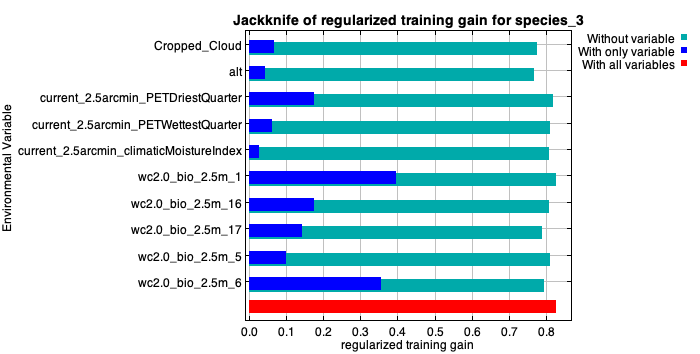 Jackknife of regularized training gain for species_3
Without variable
With only variable
With all variables
Environmental Variable
Cropped_Cloud
alt
current_2.5arcmin_PETDriestQuarter
current_2.5arcmin_PETWettestQuarter
current_2.5arcmin_climaticMoistureIndex
wc2.0_bio_2.5m_1
wc2.0_bio_2.5m_16
wc2.0_bio_2.5m_17
wc2.0_bio_2.5m_5
wc2.0_bio_2.5m_6
0.0 0.1 0.2 0.3 0.4 0.5 0.6 0.7 0.8
regularized training gain